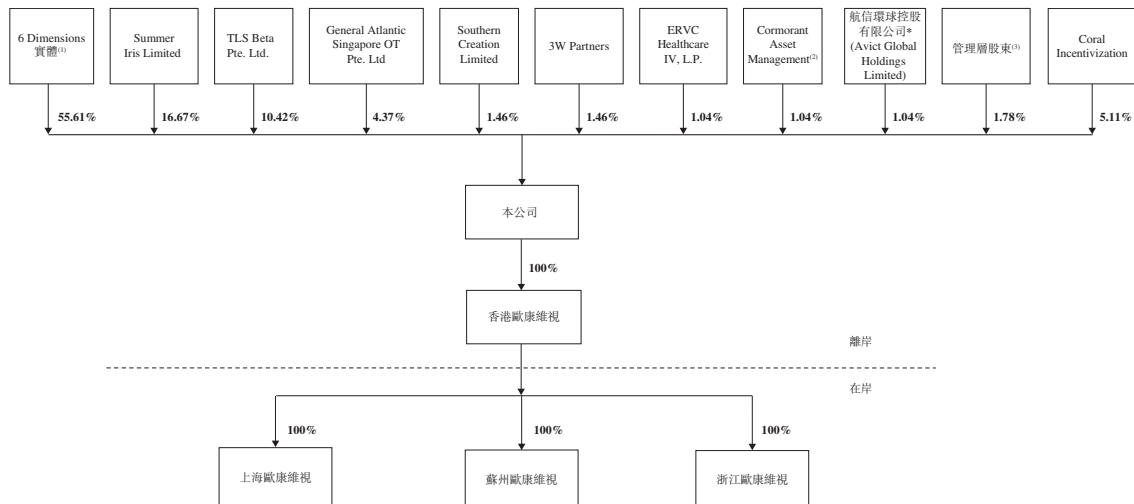 6 Dimensions
實體(1)
Summer
Iris Limited
TLS Beta
Pte. Ltd.
General Atlantic
Singapore OT
Pte. Ltd
Southern
Creation
Limited
3W Partners
ERVC
Healthcare
IV, L.P.
Cormorant
Asset
Management(2)
航信環球控股
有限公司*
(Avict Global
Holdings
Limited)
管理層股東(3)
Coral
Incentivization
55.61%
16.67%
10.42%
4.37%
1.46%
1.46%
1.04%
1.04%
1.04%
1.78%
5.11%
本公司
100%
香港歐康維視
離岸
在岸
100%
100%
100%
上海歐康維視
蘇州歐康維視
浙江歐康維視